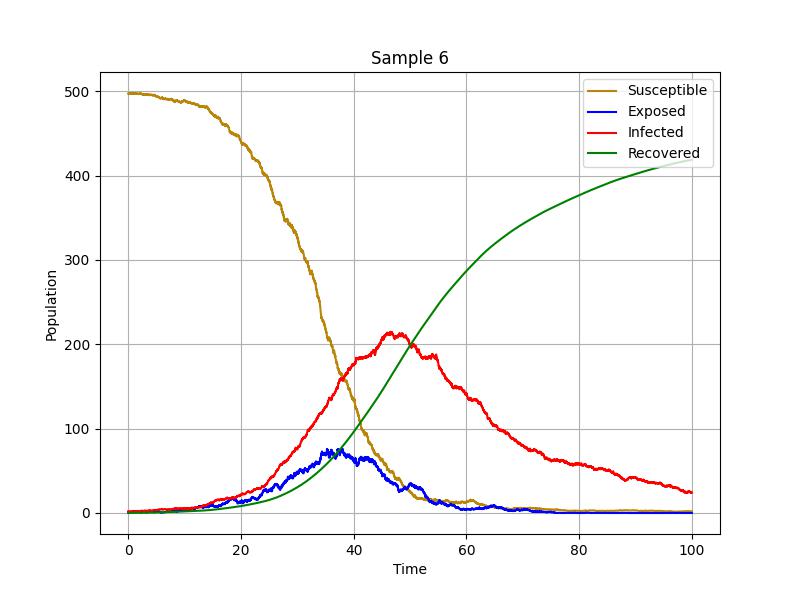 Sample 6
500
400
300
200
100
0
Population
Susceptible
Exposed
Infected
Recovered
0 20 40 60 80 100
Time